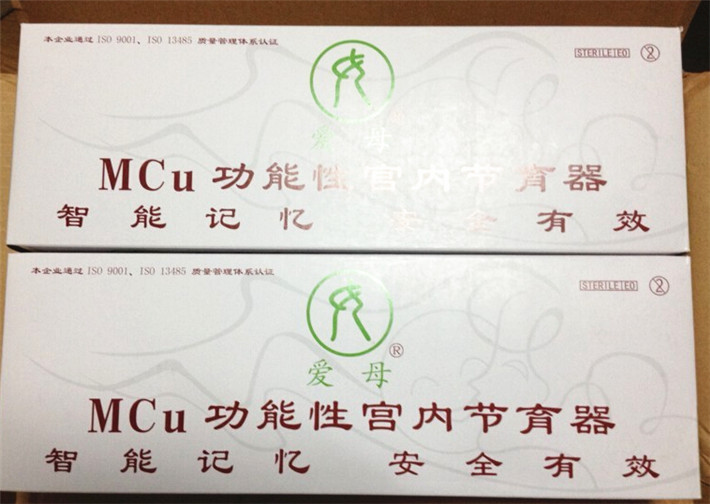 本企业通过 ISO 9001、ISO 13485 质量管理体系认证
STERILE EO
2
爱母
MCu 功能性宫内节育器
智能记忆 安全有效
本企业通过 ISO 9001、ISO 13485 质量管理体系认证
STERILE EO
2
爱母®
MCu 功能性宫内节育器
智能记忆 安全有效